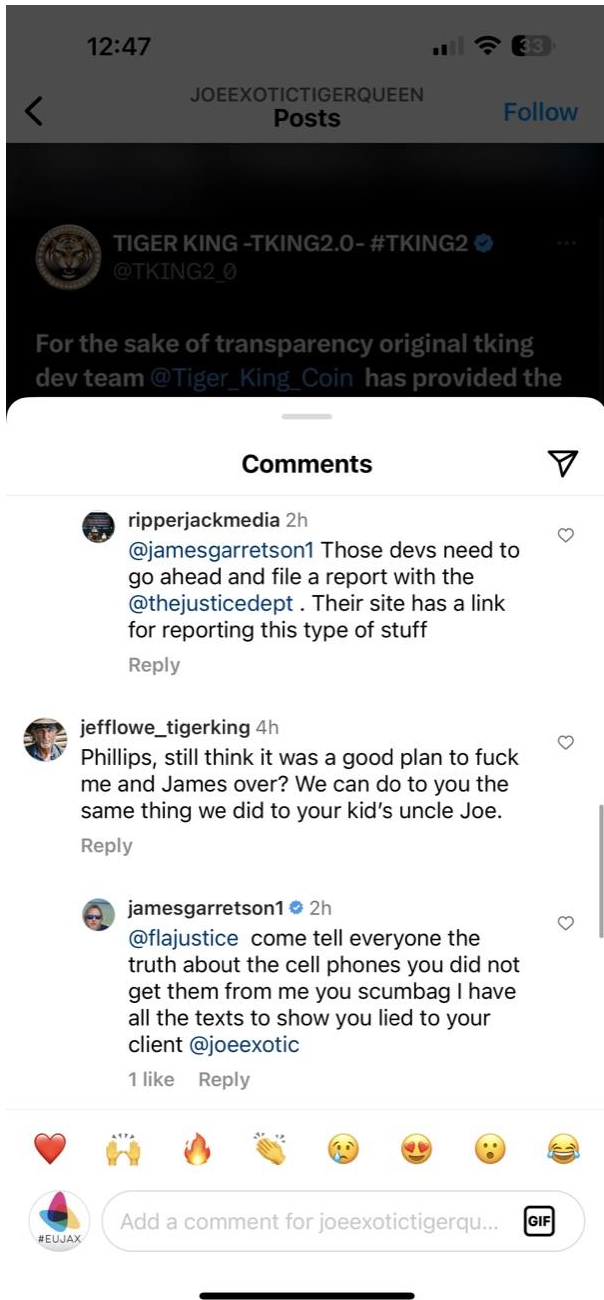 12:47
33
JOEEXOTICTIGERQUEEN
Posts
Follow
TIGER KING -TKING2.0- #TKING2
@TKING2_0
For the sake of transparency original tking
dev team @Tiger_King_Coin has provided the
Comments
ripperjackmedia 2h
@jamesgarretson1 Those devs need to
go ahead and file a report with the
@thejusticedept . Their site has a link
for reporting this type of stuff
Reply
jefflowe_tigerking 4h
Phillips, still think it was a good plan to fuck
me and James over? We can do to you the
same thing we did to your kid’s uncle Joe.
Reply
jamesgarretson1 2h
@flajustice come tell everyone the
truth about the cell phones you did not
get them from me you scumbag I have
all the texts to show you lied to your
client @joeexotic
1 like Reply
#EUJAX
Add a comment for joeexotictigerqu...
GIF